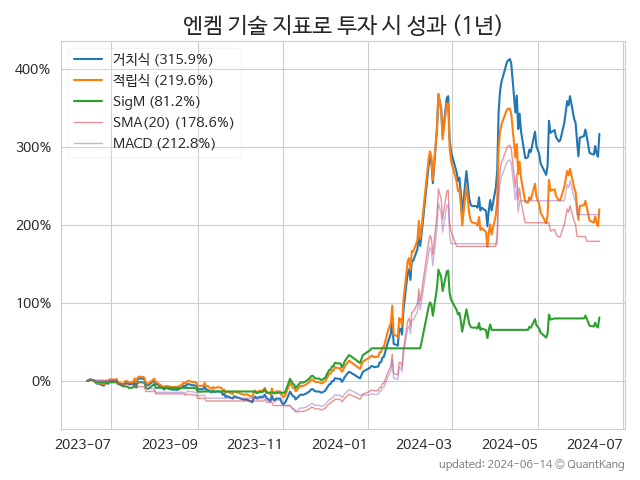 엔켐 기술 지표로 투자 시 성과 (1년)
거치식 (315.9%)
적립식 (219.6%)
SigM (81.2%)
SMA(20) (178.6%)
MACD (212.8%)
400%
300%
200%
100%
0%
2023-07 2023-09 2023-11 2024-01 2024-03 2024-05 2024-07
updated: 2024-06-14 © QuantKang